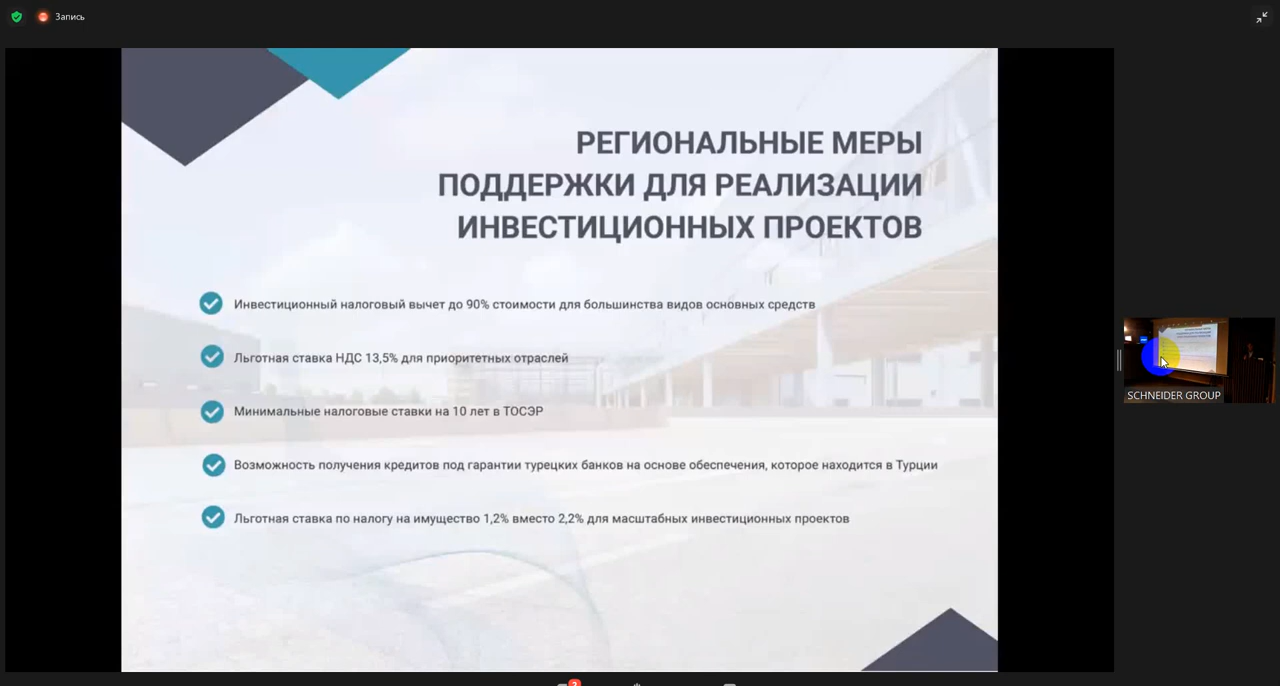 Запись
РЕГИОНАЛЬНЫЕ МЕРЫ
ПОДДЕРЖКИ ДЛЯ РЕАЛИЗАЦИИ
ИНВЕСТИЦИОННЫХ ПРОЕКТОВ
Инвестиционный налоговый вычет до 90% стоимости для большинства видов основных средств
Льготная ставка НДС 13,5% для приоритетных отраслей
Минимальные налоговые ставки на 10 лет в ТОСЭР
Возможность получения кредитов под гарантии турецких банков на основе обеспечения, которое находится в Турции
Льготная ставка по налогу на имущество 1,2% вместо 2,2% для масштабных инвестиционных проектов
SCHNEIDER GROUP